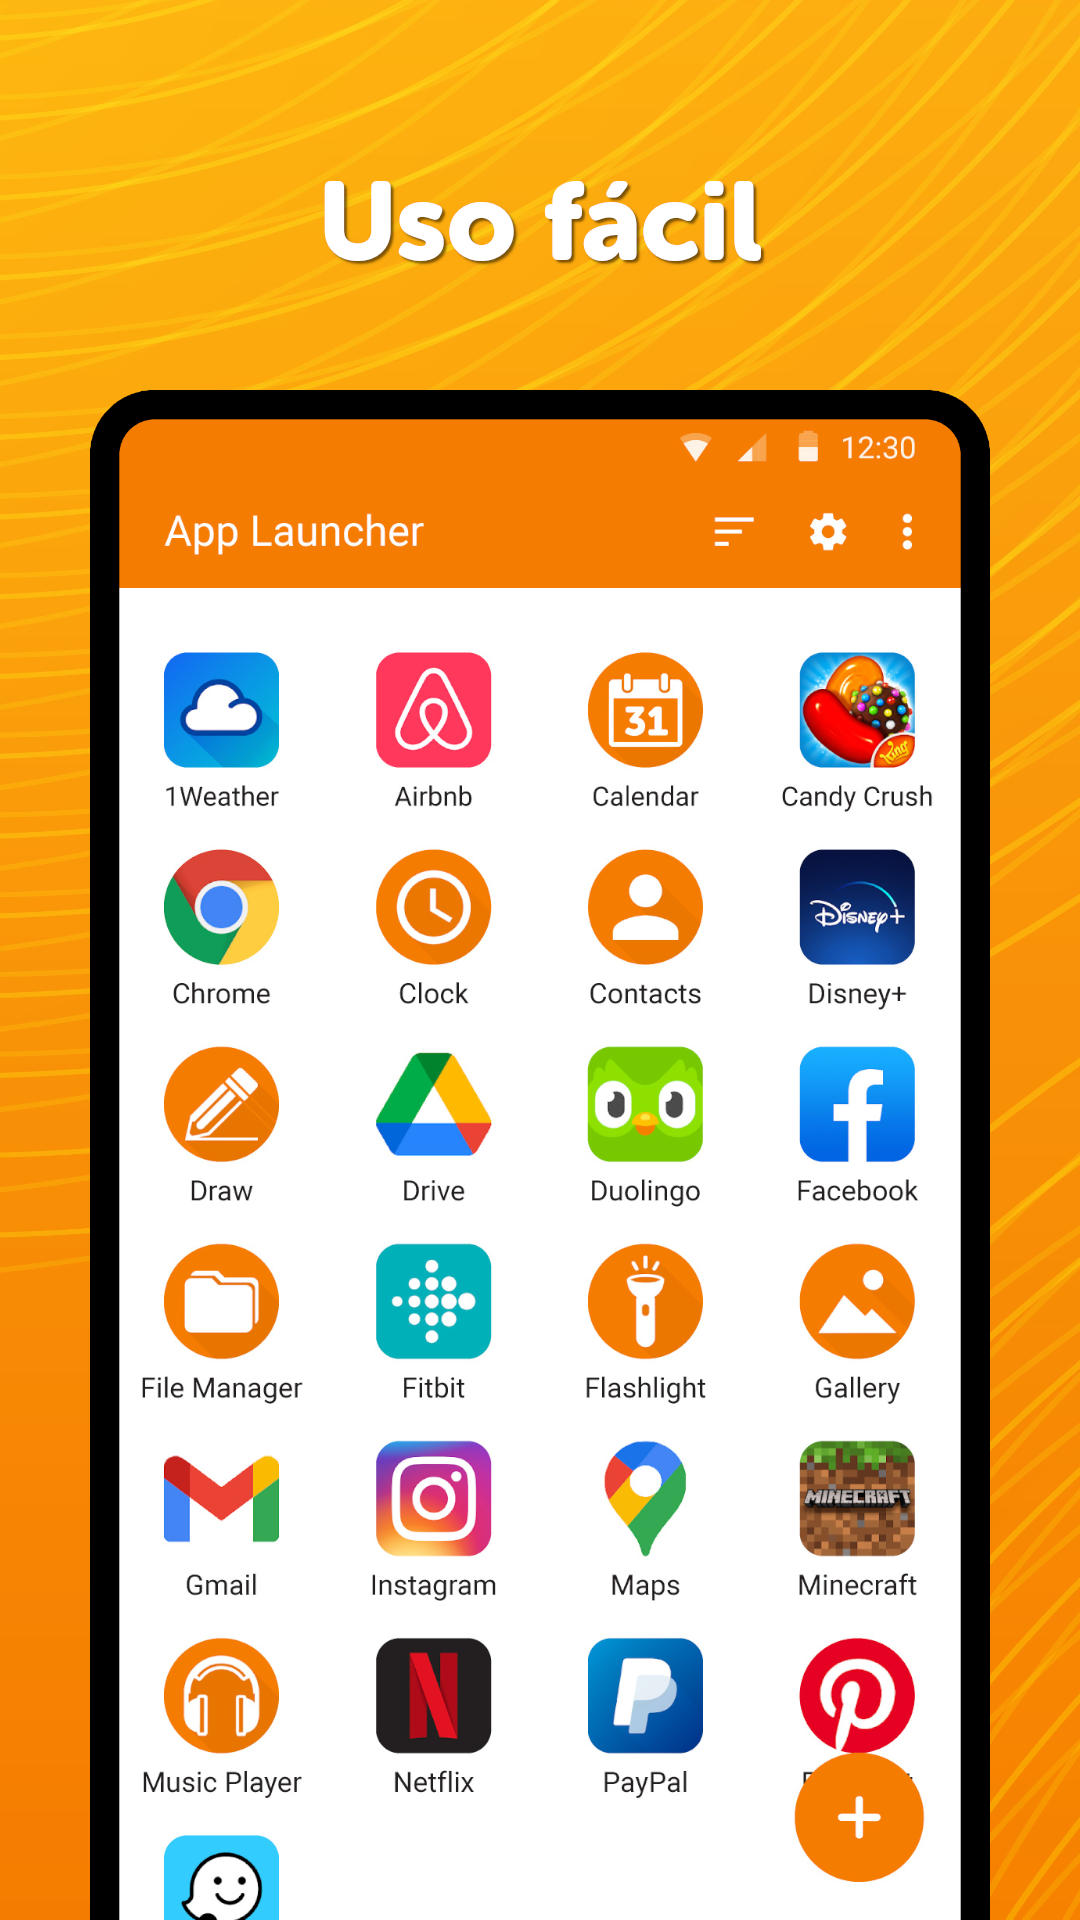 Uso fácil
12:30
App Launcher
31
King
1Weather
Airbnb
Calendar
Candy Crush
Disney+
Chrome
Clock
Contacts
Disney+
Draw
Drive
Duolingo
Facebook
File Manager
Fitbit
Flashlight
Gallery
MINECRAFT
Gmail
Instagram
Maps
Minecraft
Music Player
Netflix
PayPal